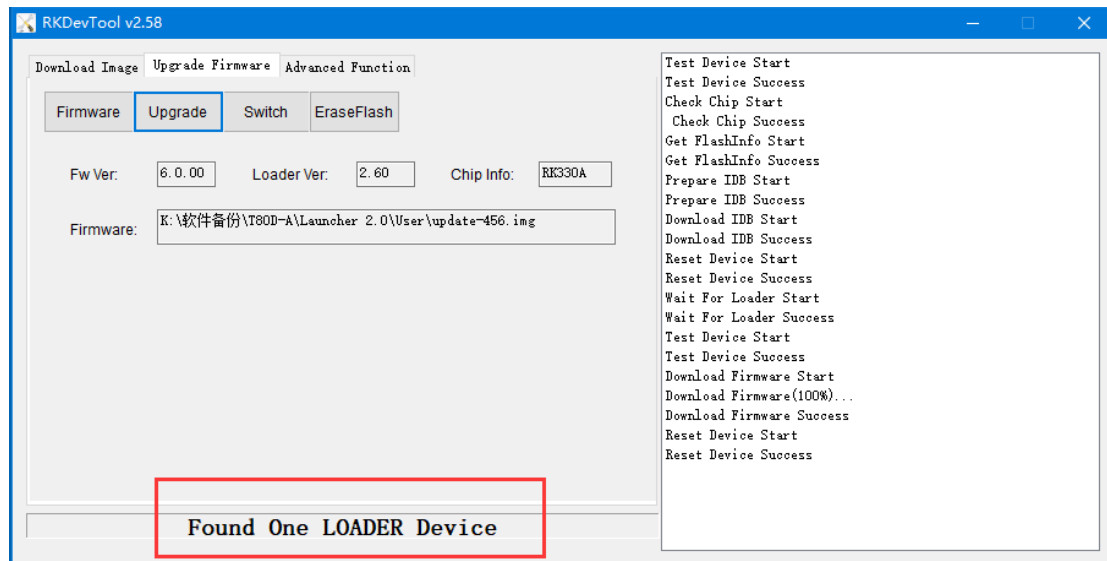 RKDevTool v2.58
Download Image Upgrade Firmware Advanced Function
Firmware Upgrade Switch EraseFlash
Fw Ver: 6.0.00 Loader Ver: 2.60 Chip Info: RK330A
Firmware: K:\软件备份\T80D-A\Launcher 2.0\User\update-456.img
Found One LOADER Device
Test Device Start
Test Device Success
Check Chip Start
Check Chip Success
Get FlashInfo Start
Get FlashInfo Success
Prepare IDB Start
Prepare IDB Success
Download IDB Start
Download IDB Success
Reset Device Start
Reset Device Success
Wait For Loader Start
Wait For Loader Success
Test Device Start
Test Device Success
Download Firmware Start
Download Firmware(100%)...
Download Firmware Success
Reset Device Start
Reset Device Success